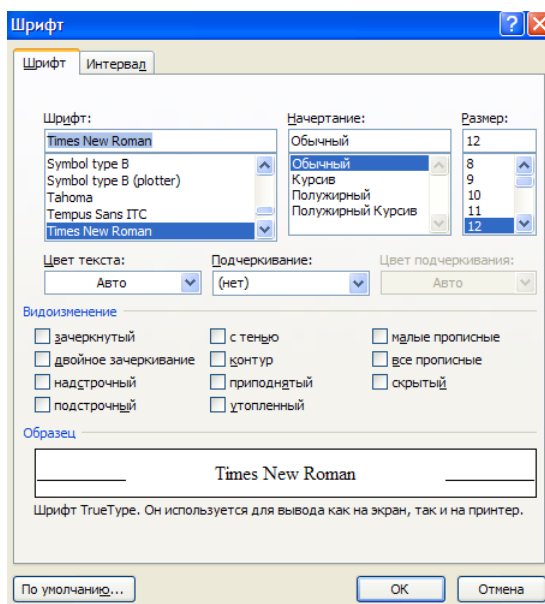 Шрифт
Шрифт Интервал
Шрифт: Начертание: Размер:
Times New Roman Обычный 12
Symbol type B Обычный 8
Symbol type B (plotter) Курсив 9
Tahoma Полужирный 10
Tempus Sans ITC Полужирный Курсив 11
Times New Roman 12
Цвет текста: Подчеркивание: Цвет подчеркивания:
Авто (нет) Авто
Видоизменение
зачеркнутый с тенью малые прописные
двойное зачеркивание контур все прописные
надстрочный приподнятый скрытый
подстрочный утопленный
Образец
Times New Roman
Шрифт TrueType. Он используется для вывода как на экран, так и на принтер.
По умолчанию... ОК Отмена